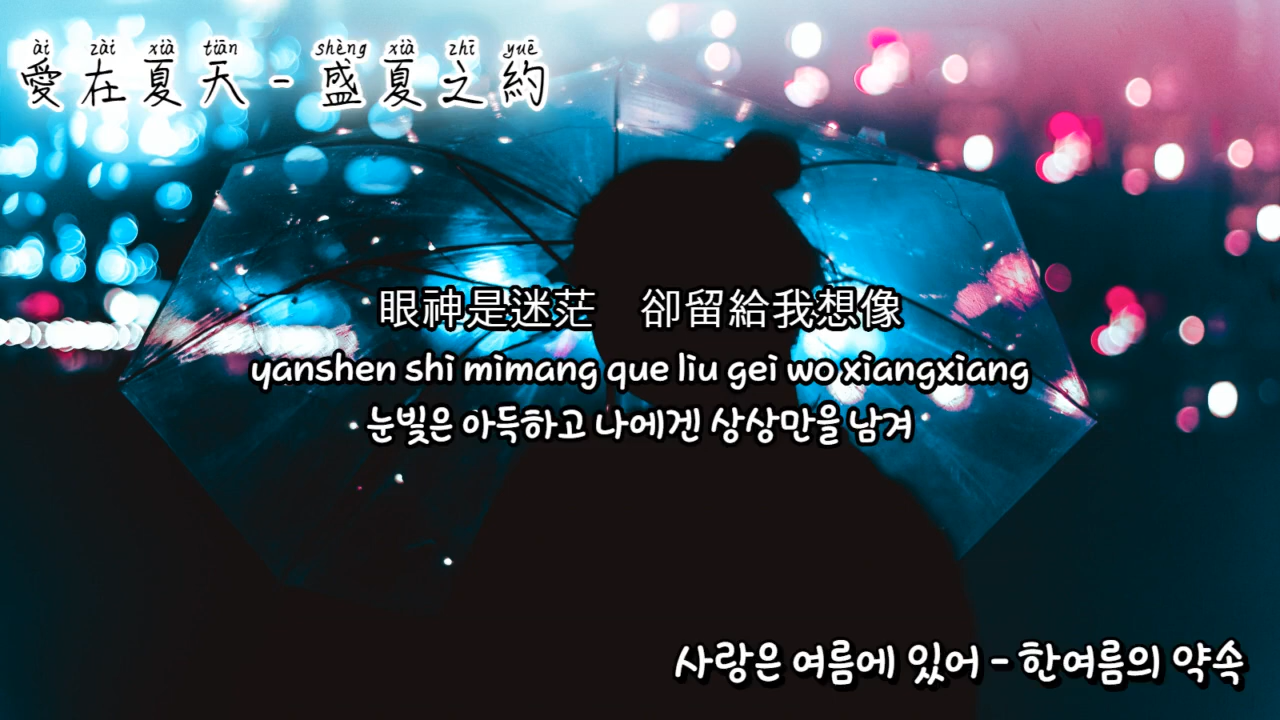 ài zài xià tiān shèng xià zhī yuē
愛在夏天 - 盛夏之約
眼神是迷茫　卻留給我想像
yanshen shi mimang que liu gei wo xiangxiang
눈빛은 아득하고 나에겐 상상만을 남겨
사랑은 여름에 있어 - 한여름의 약속